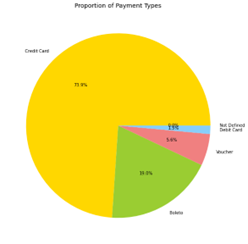 Proportion of Payment Types
Credit Card
73.9%
Not Defined
0.0%
Debit Card
1.5%
5.6%
Voucher
19.0%
Boleto